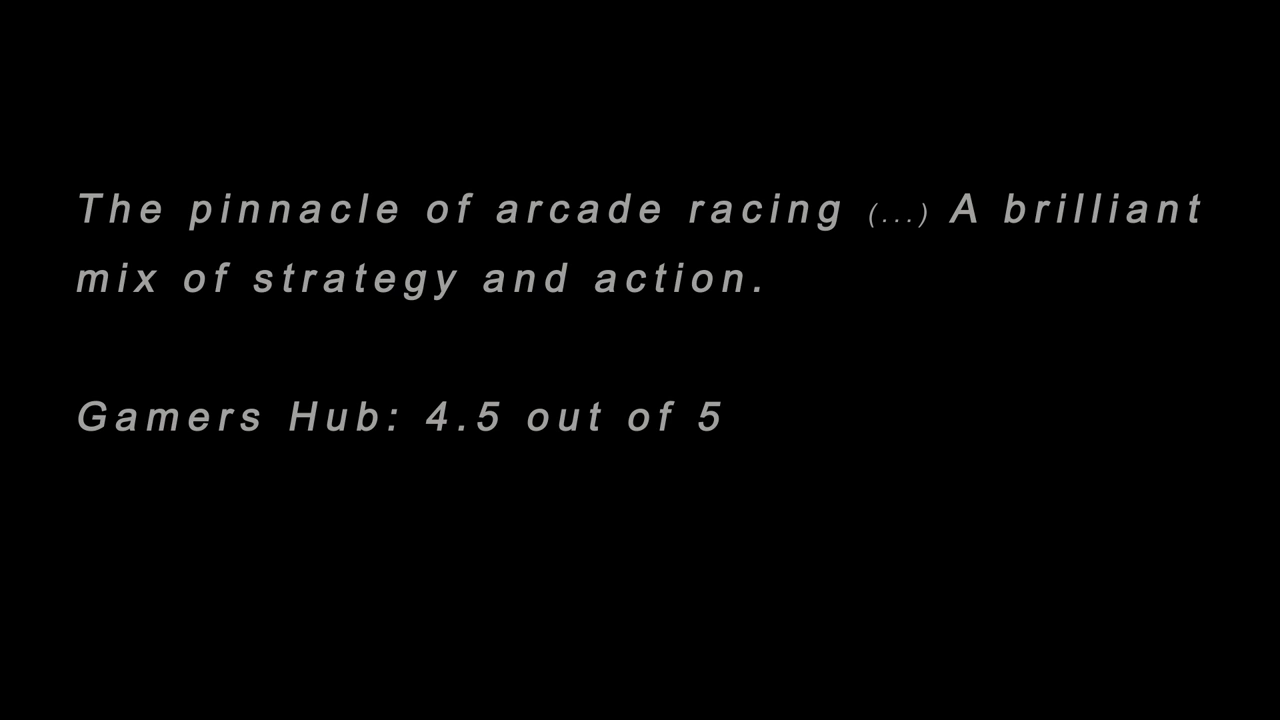 The pinnacle of arcade racing (...) A brilliant
mix of strategy and action.
Gamers Hub: 4.5 out of 5